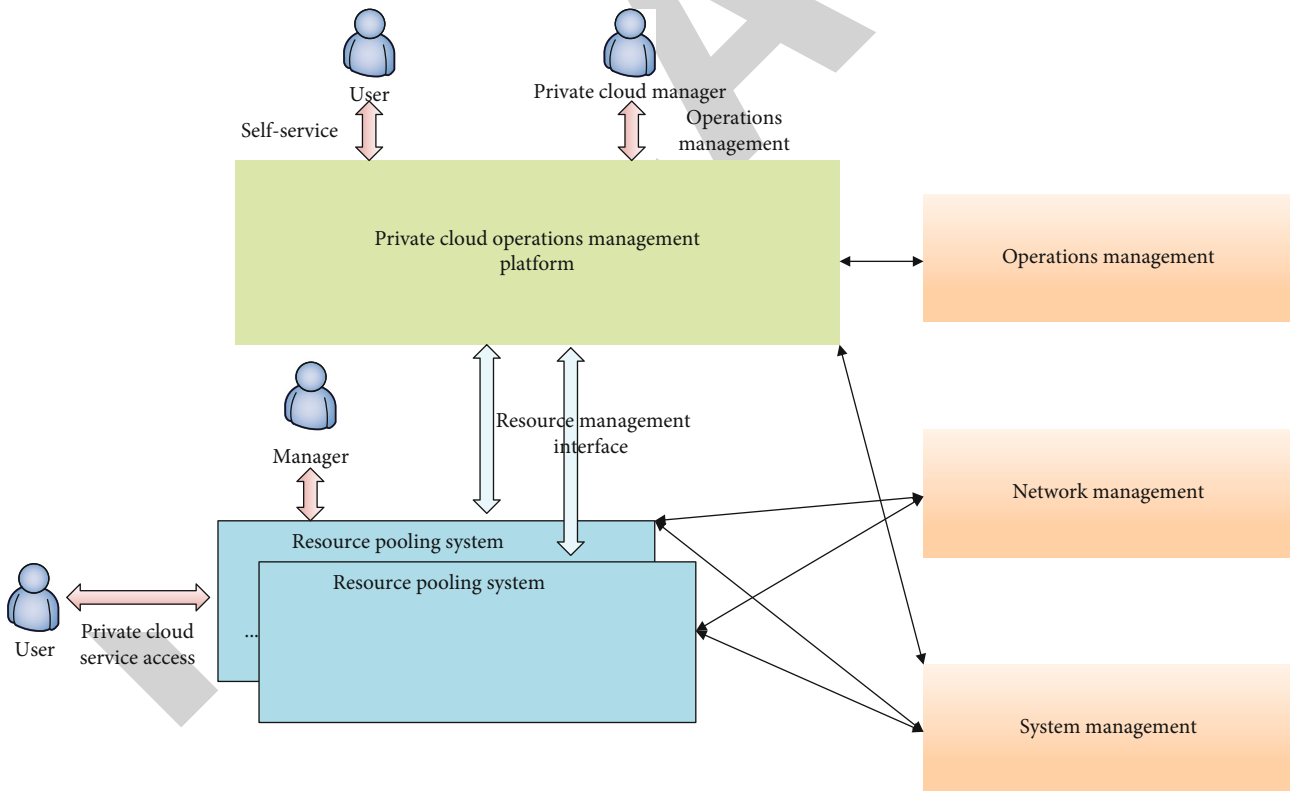 User
Private cloud manager
Self-service
Operations
management
Private cloud operations management
platform
Operations management
Resource management
interface
Manager
Network management
Resource pooling system
Resource pooling system
...
User
Private cloud
service access
System management